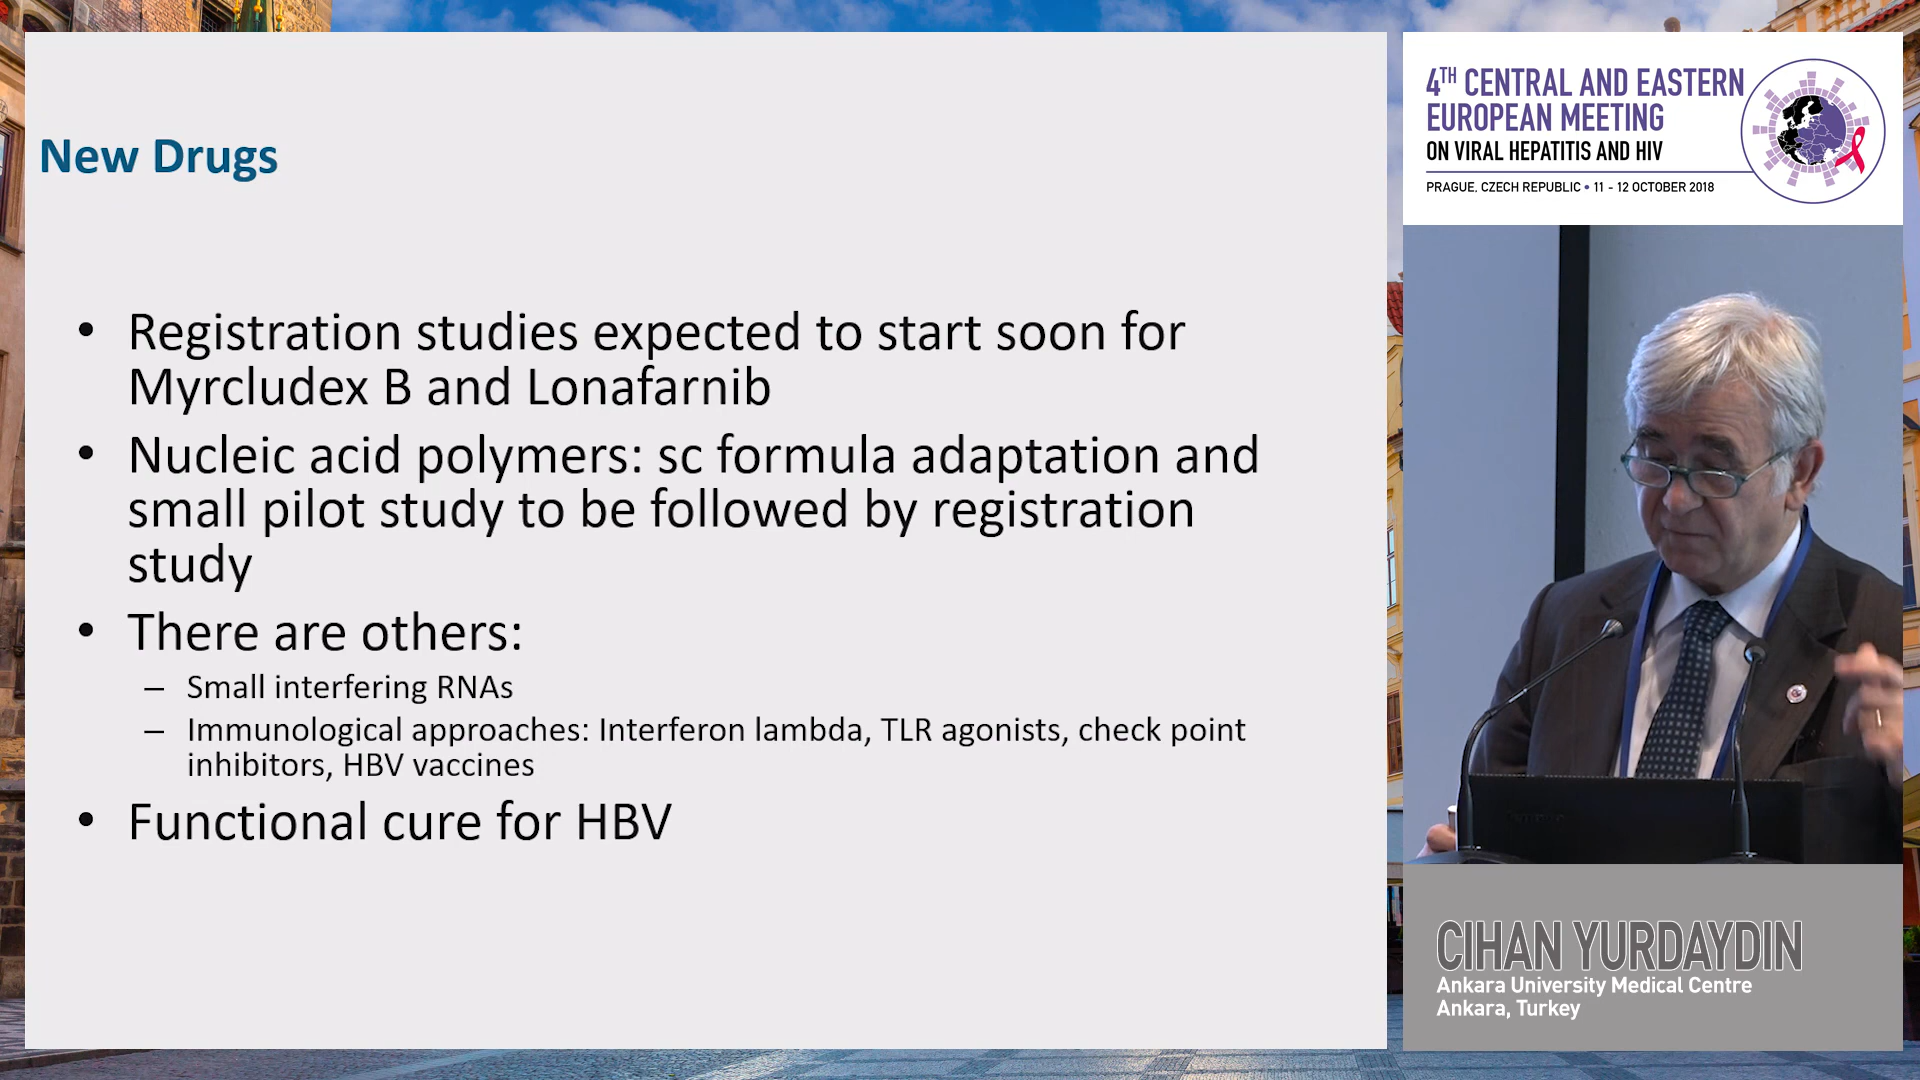 New Drugs
• Registration studies expected to start soon for
Myrcludex B and Lonafarnib
• Nucleic acid polymers: sc formula adaptation and
small pilot study to be followed by registration
study
• There are others:
– Small interfering RNAs
– Immunological approaches: Interferon lambda, TLR agonists, check point
inhibitors, HBV vaccines
• Functional cure for HBV
4TH CENTRAL AND EASTERN
EUROPEAN MEETING
ON VIRAL HEPATITIS AND HIV
PRAGUE, CZECH REPUBLIC • 11 - 12 OCTOBER 2018
CIHAN YURDAYDIN
Ankara University Medical Centre
Ankara, Turkey